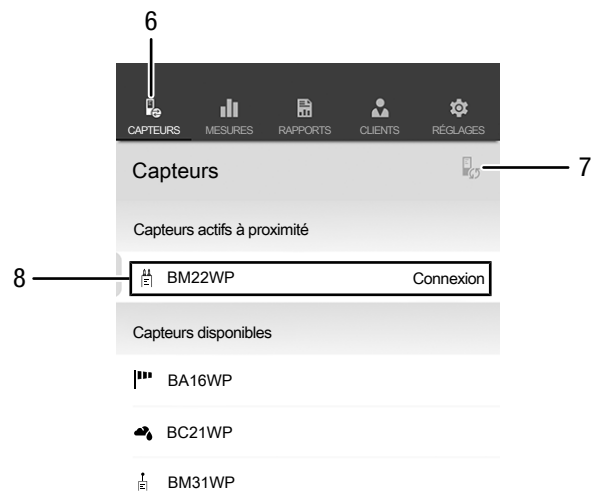 6
CAPTEURS MESURES RAPPORTS CLIENTS RÉGLAGES
Capteurs
7
Capteurs actifs à proximité
8
BM22WP Connexion
Capteurs disponibles
BA16WP
BC21WP
BM31WP